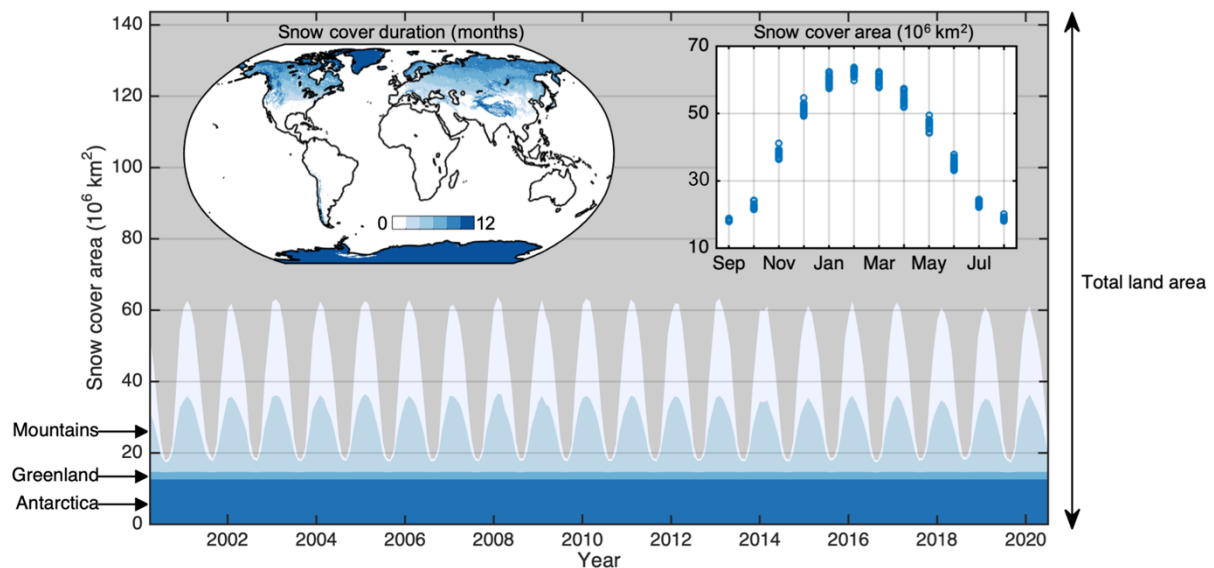 Snow cover duration (months)
Snow cover area (10⁶ km²)
140
120
100
80
60
40
20
0
Snow cover area (10⁶ km²)
0 12
70
50
30
10
Sep Nov Jan Mar May Jul
Total land area
Mountains
Greenland
Antarctica
2002 2004 2006 2008 2010 2012 2014 2016 2018 2020
Year